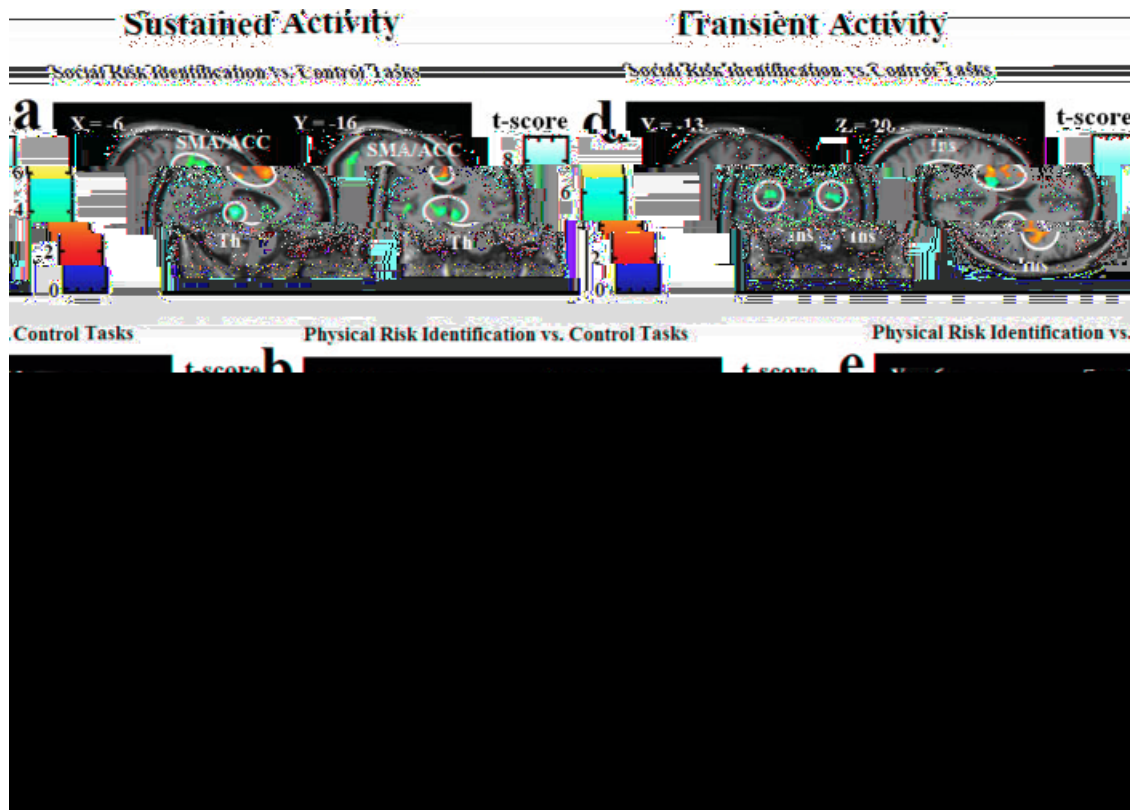 Sustained Activity
Transient Activity
Social Risk Identification vs. Control Tasks
Social Risk Identification vs. Control Tasks
a
X = -6
Y = -16
t-score
d
Y = -13
Z = 20
t-score
SMA/ACC
SMA/ACC
Ins
8
6
6
4
Th
Th
Ins
Ins
2
2
Ins
0
0
Control Tasks
Physical Risk Identification vs. Control Tasks
Physical Risk Identification vs.
t-score
b
t-score
e